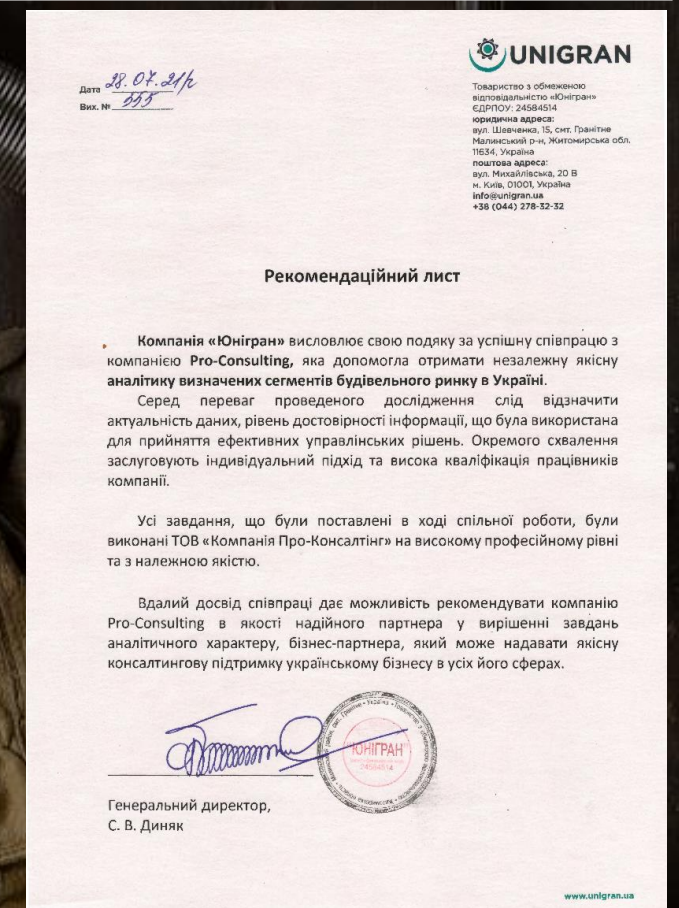 UNIGRAN
Дата 28.07.21р
Вих. № 555
Товариство з обмеженою
відповідальністю «Юнігран»
ЄДРПОУ: 24584514
юридична адреса:
вул. Шевченка, 15, смт. Гранітне
Малинський р-н, Житомирська обл.
11634, Україна
поштова адреса:
вул. Михайлівська, 20 В
м. Київ, 01001, Україна
info@unigran.ua
+38 (044) 278-32-32
Рекомендаційний лист
Компанія «Юнігран» висловлює свою подяку за успішну співпрацю з
компанією Pro-Consulting, яка допомогла отримати незалежну якісну
аналітику визначених сегментів будівельного ринку в Україні.
Серед переваг проведеного дослідження слід відзначити
актуальність даних, рівень достовірності інформації, що була використана
для прийняття ефективних управлінських рішень. Окремого схвалення
заслуговують індивідуальний підхід та висока кваліфікація працівників
компанії.
Усі завдання, що були поставлені в ході спільної роботи, були
виконані ТОВ «Компанія Про-Консалтінг» на високому професійному рівні
та з належною якістю.
Вдалий досвід співпраці дає можливість рекомендувати компанію
Pro-Consulting в якості надійного партнера у вирішенні завдань
аналітичного характеру, бізнес-партнера, який може надавати якісну
консалтингову підтримку українському бізнесу в усіх його сферах.
"ЮНІГРАН"
24584514
Генеральний директор,
С. В. Диняк
www.unigran.ua